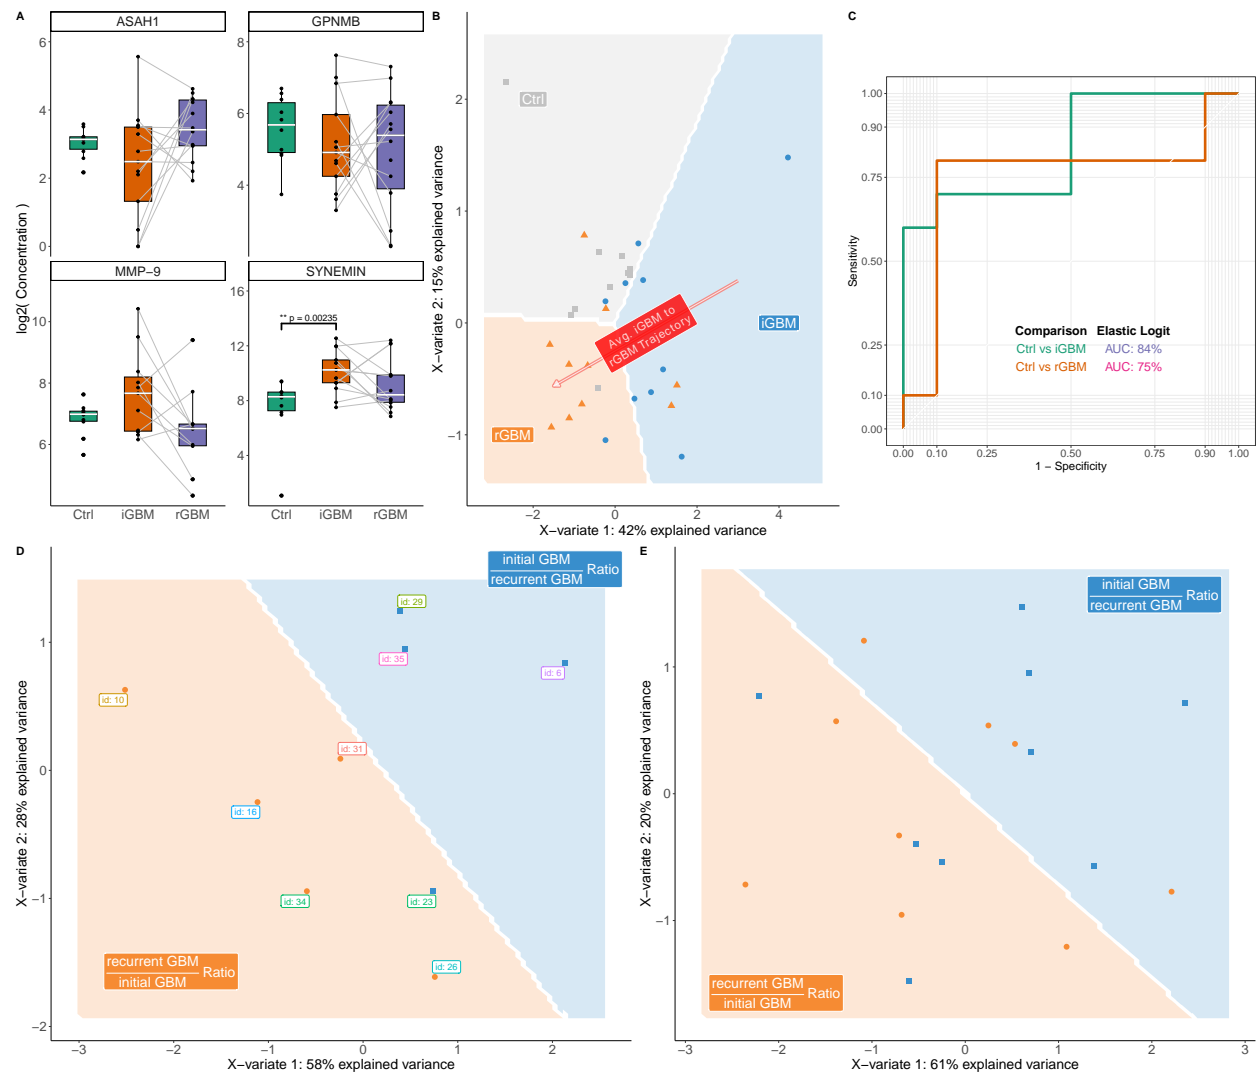 A
ASAH1
GPNMB
6
4
2
0
8
6
4
MMP−9
SYNEMIN
10
8
6
16
12
8
4
** p = 0.00235
log2( Concentration )
Ctrl
iGBM
rGBM
Ctrl
iGBM
rGBM
B
Ctrl
iGBM
rGBM
Avg. iGBM to
rGBM Trajectory
2
1
0
−1
−2
0
2
4
X−variate 1: 42% explained variance
X−variate 2: 15% explained variance
C
1.00
0.90
0.75
0.50
0.25
0.10
0.00
Sensitivity
Comparison Elastic Logit
Ctrl vs iGBM AUC: 84%
Ctrl vs rGBM AUC: 75%
0.00
0.10
0.25
0.50
0.75
0.90
1.00
1 − Specificity
D
initial GBM
recurrent GBM
Ratio
id: 29
id: 35
id: 6
id: 10
id: 31
id: 16
id: 34
id: 23
id: 26
recurrent GBM
initial GBM
Ratio
1
0
−1
−2
−3
−2
−1
0
1
2
X−variate 1: 58% explained variance
X−variate 2: 28% explained variance
E
initial GBM
recurrent GBM
Ratio
recurrent GBM
initial GBM
Ratio
1
0
−1
−3
−2
−1
0
1
2
3
X−variate 1: 61% explained variance
X−variate 2: 20% explained variance